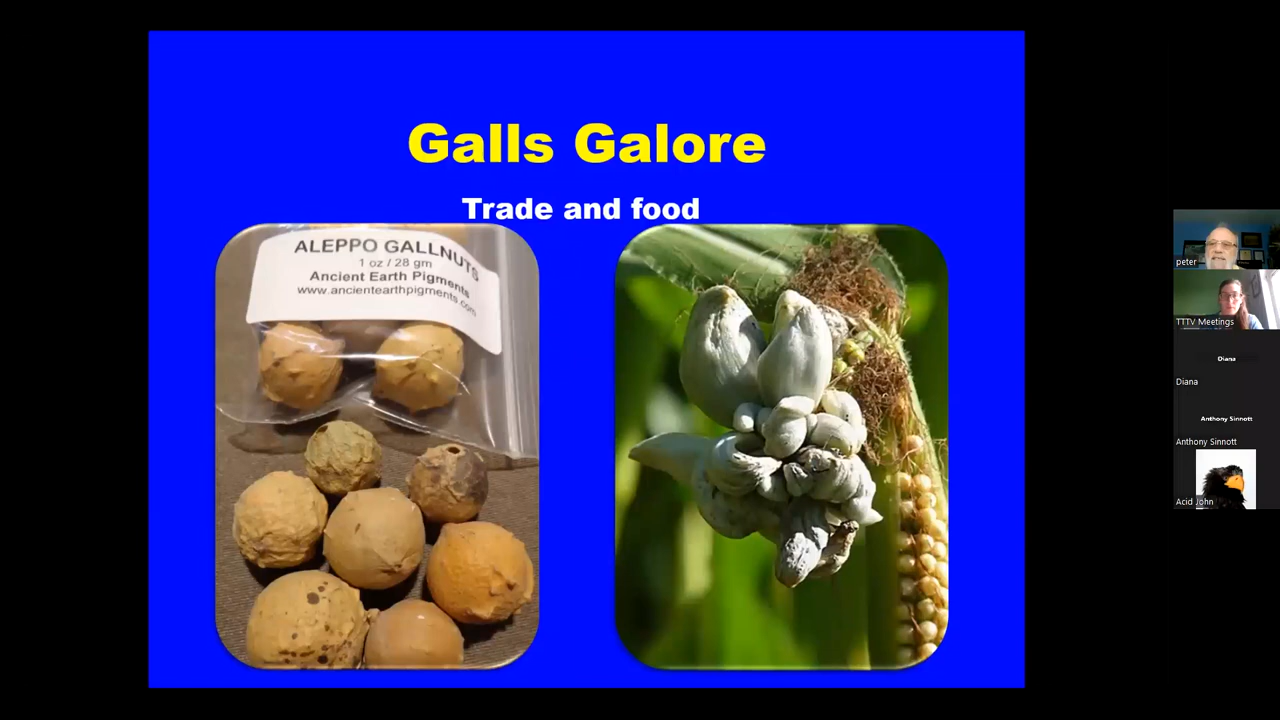 Galls Galore
Trade and food
ALEPPO GALLNUTS
1 oz / 28 gm
Ancient Earth Pigments
www.ancientearthpigments.com
peter
TTTV Meetings
Diana
Diana
Anthony Sinnott
Anthony Sinnott
Acid John